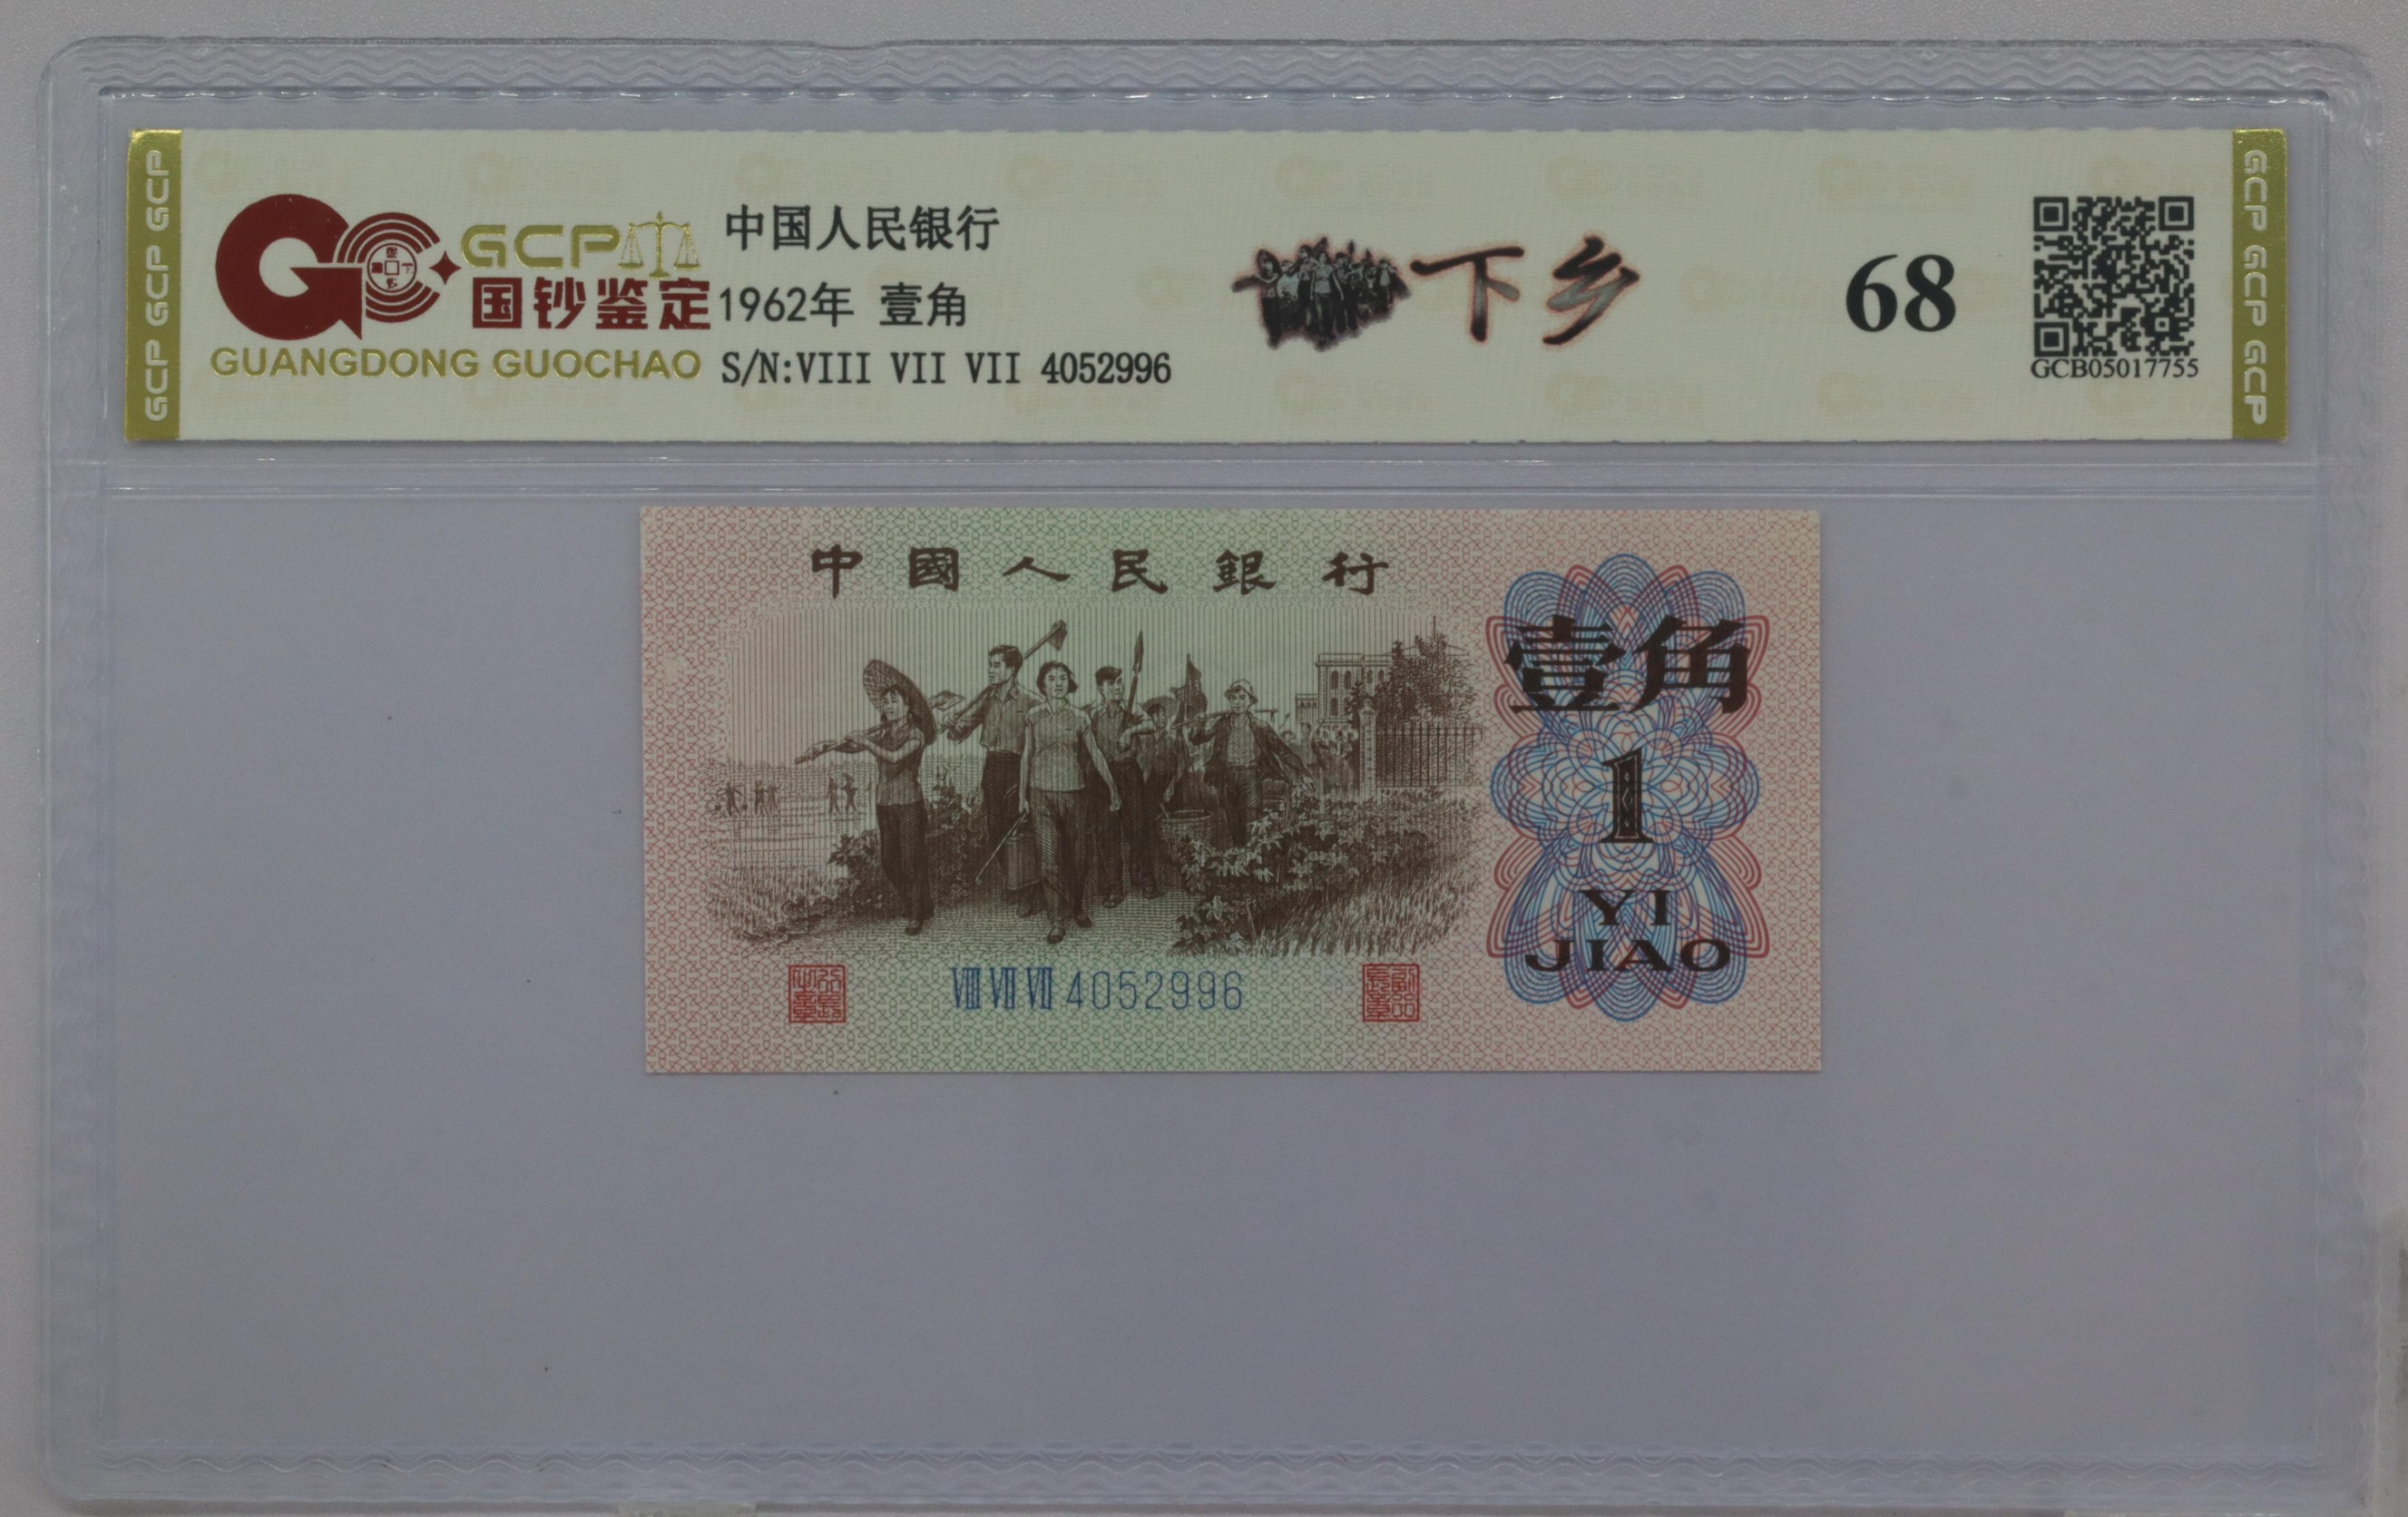 GCP GCP GCP
GCP
国钞鉴定
GUANGDONG GUOCHAO
中国人民银行
1962年 壹角
S/N:VIII VII VII 4052996
下乡
68
GCB05017755
GCP GCP GCP
中國人民銀行
壹角
1
YI
JIAO
VIII VII VII 4052996